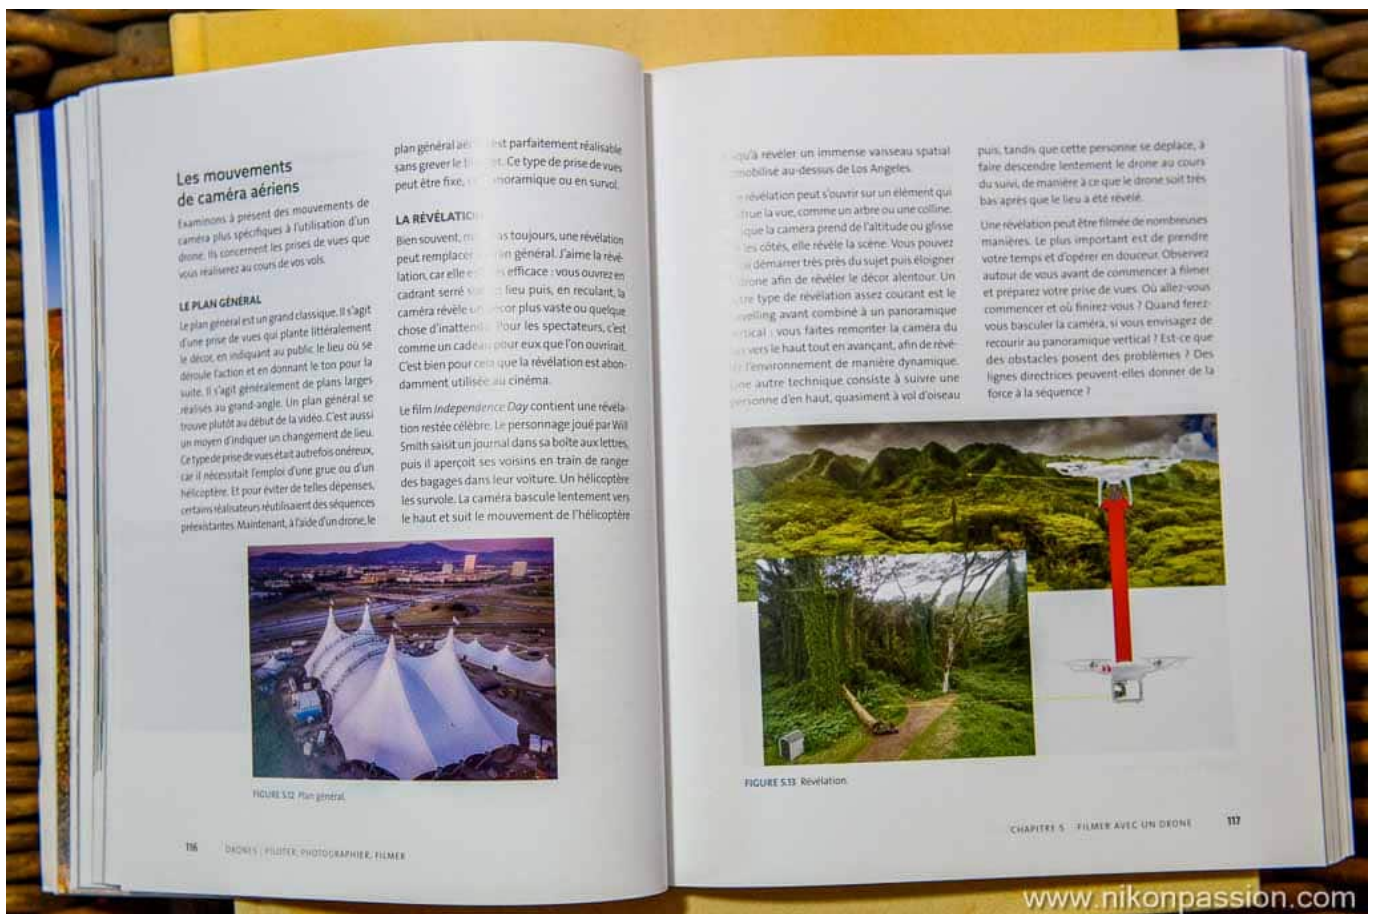 Les mouvements
de caméra aériens
Examinons à présent des mouvements de
caméra plus spécifiques à l'utilisation d'un
drone. Ils concernent les prises de vues que
vous réaliserez au cours de vos vols.
LE PLAN GÉNÉRAL
Le plan général est un grand classique. Il s'agit
d'une prise de vues qui plante littéralement
le décor, en indiquant au public le lieu où se
déroule l'action et en donnant le ton pour la
suite. Il s'agit généralement de plans larges
réalisés au grand-angle. Un plan général se
trouve plutôt au début de la vidéo. C'est aussi
un moyen d'indiquer un changement de lieu.
Ce type de prise de vues était autrefois onéreux,
car il nécessitait l'emploi d'une grue ou d'un
hélicoptère. Et pour éviter de telles dépenses,
certains réalisateurs réutilisaient des séquences
préexistantes. Maintenant, à l'aide d'un drone, le
plan général est parfaitement réalisable
sans grever le. Ce type de prise de vues
peut être fixe, ou en survol.
LA RÉVÉLATION
Bien souvent, toujours, une révélation
peut remplacer général. J'aime la révé-
lation, car elle efficace : vous ouvrez en
cadrant serré lieu puis, en reculant, la
caméra révèle un décor plus vaste ou quelque
chose d'inattendu. Pour les spectateurs, c'est
comme un cadeau pour eux que l'on ouvrirait.
C'est bien pour cela que la révélation est abon-
damment utilisée au cinéma.
Le film Independence Day contient une révéla-
tion restée célèbre. Le personnage joué par Will
Smith saisit un journal dans sa boîte aux lettres,
puis il aperçoit ses voisins en train de ranger
des bagages dans leur voiture. Un hélicoptère
les survole. La caméra bascule lentement vers
le haut et suit le mouvement de l'hélicoptère
FIGURE 5.12 Plan général.
116 DRONES | PILOTER, PHOTOGRAPHIER, FILMER
révéler un immense vaisseau spatial
au-dessus de Los Angeles.
révélation peut s'ouvrir sur un élément qui
la vue, comme un arbre ou une colline.
que la caméra prend de l'altitude ou glisse
les côtés, elle révèle la scène. Vous pouvez
démarrer très près du sujet puis éloigner
drone afin de révéler le décor alentour. Un
type de révélation assez courant est le
avant combiné à un panoramique
vertical : vous faites remonter la caméra du
vers le haut tout en avançant, afin de révé-
l'environnement de manière dynamique.
Une autre technique consiste à suivre une
personne d'en haut, quasiment à vol d'oiseau
puis, tandis que cette personne se déplace, à
faire descendre lentement le drone au cours
du suivi, de manière à ce que le drone soit très
bas après que le lieu a été révélé.
Une révélation peut être filmée de nombreuses
manières. Le plus important est de prendre
votre temps et d'opérer en douceur. Observez
autour de vous avant de commencer à filmer
et préparez votre prise de vues. Où allez-vous
commencer et où finirez-vous ? Quand ferez-
vous basculer la caméra, si vous envisagez de
recourir au panoramique vertical ? Est-ce que
des obstacles posent des problèmes ? Des
lignes directrices peuvent-elles donner de la
force à la séquence ?
FIGURE 5.13 Révélation.
CHAPITRE 5 FILMER AVEC UN DRONE 117
www.nikonpassion.com